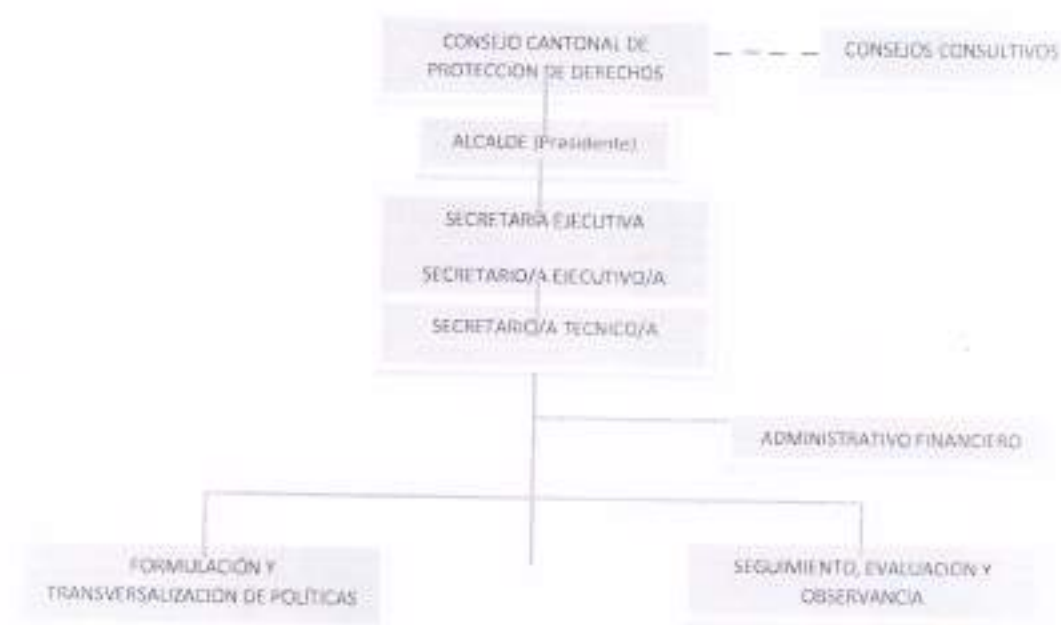 CONSEJO CANTONAL DE
PROTECCION DE DERECHOS
CONSEJOS CONSULTIVOS
ALCALDE (Presidente)
SECRETARÍA EJECUTIVA
SECRETARIO/A EJECUTIVO/A
SECRETARIO/A TECNICO/A
ADMINISTRATIVO FINANCIERO
FORMULACIÓN Y
TRANSVERSALIZACION DE POLÍTICAS
SEGUIMIENTO, EVALUACION Y
OBSERVANCIA